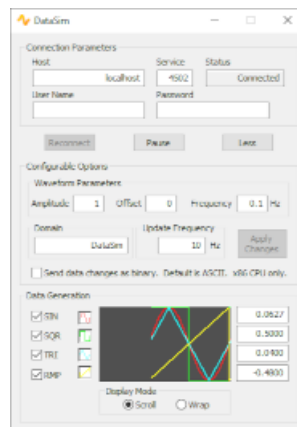 DataSim
Connection Parameters
Host Service Status
localhost 4502 Connected
User Name Password
Reconnect Pause Less
Configurable Options
Waveform Parameters
Amplitude 1 Offset 0 Frequency 0.1 Hz
Domain Update Frequency
DataSim 10 Hz Apply Changes
Send data changes as binary. Default is ASCII. x86 CPU only.
Data Generation
SIN 0.0627
SQR 0.5000
TRI 0.0400
RMP -0.4800
Display Mode
Scroll Wrap